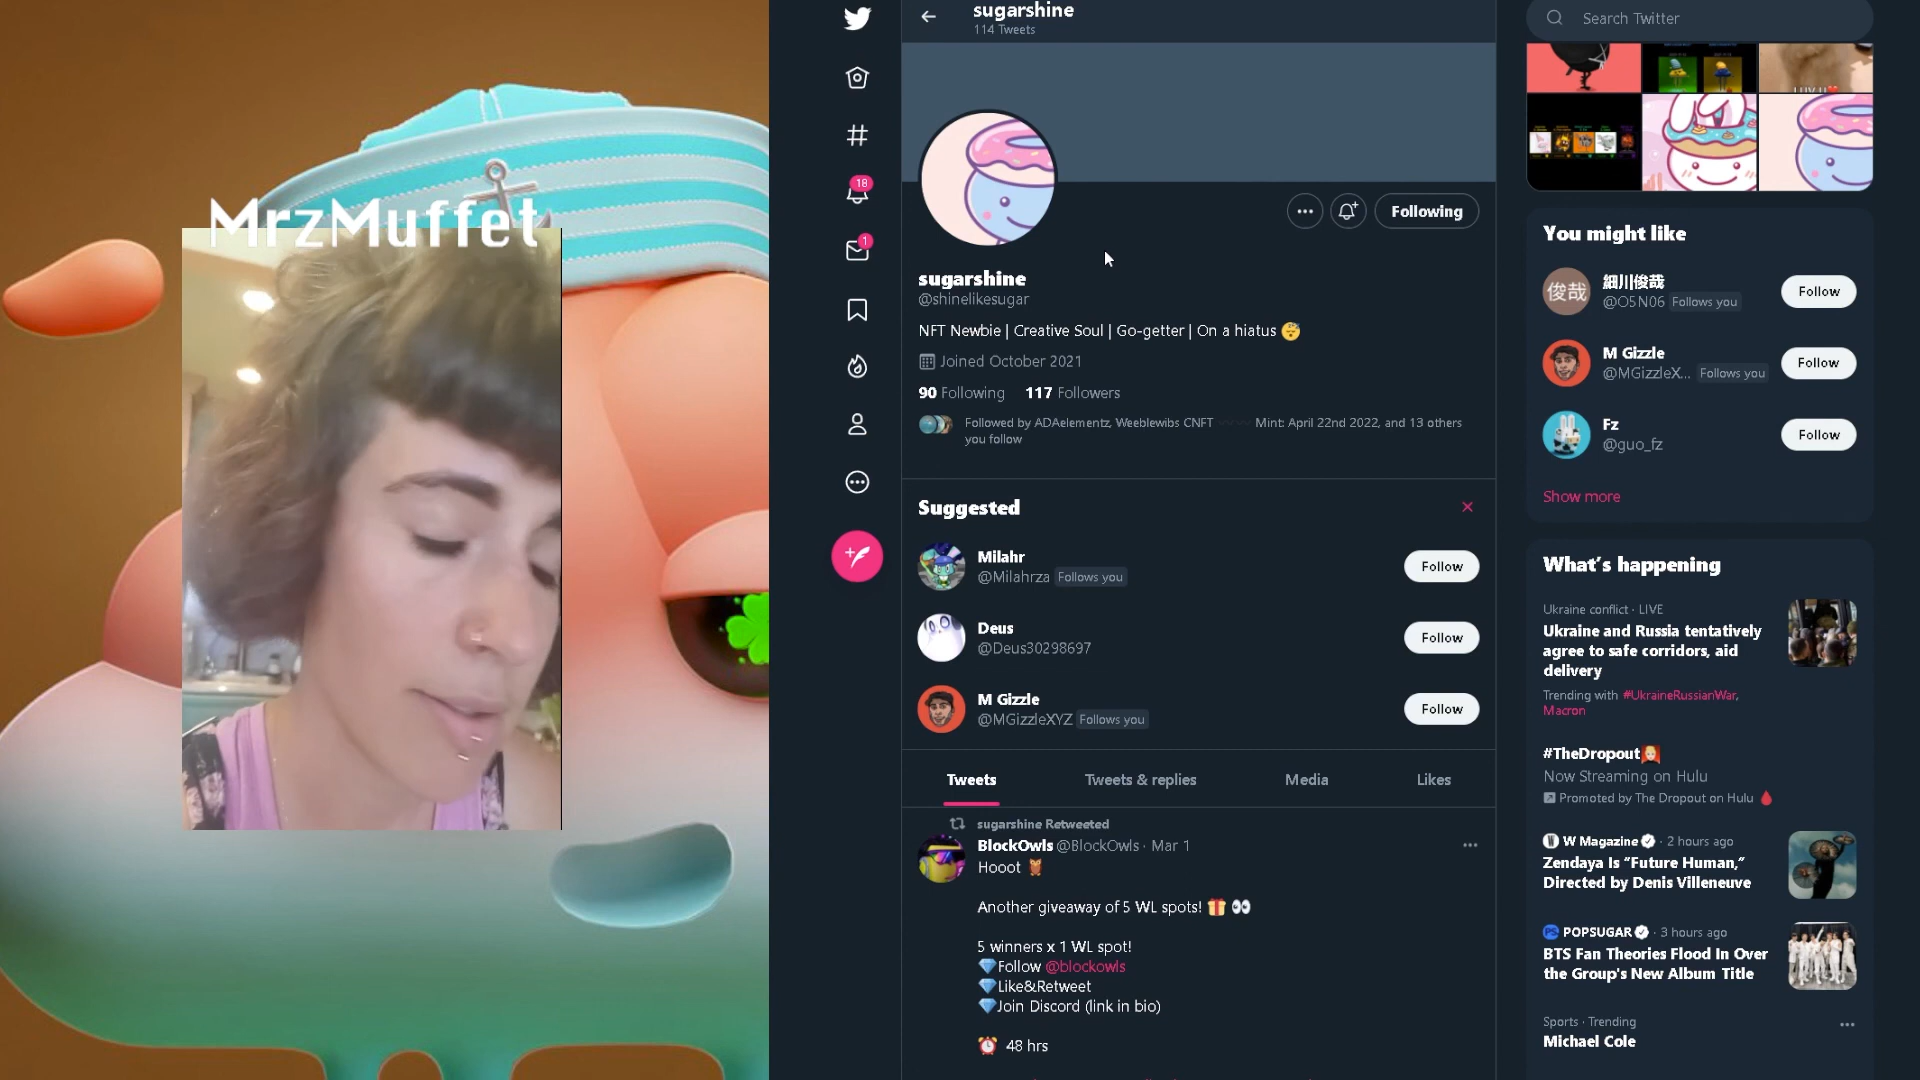 MrzMuffet
sugarshine
114 Tweets
18
1
Following
sugarshine
@shinelikesugar
NFT Newbie | Creative Soul | Go-getter | On a hiatus 😴
Joined October 2021
90 Following 117 Followers
Followed by ADAelementz, Weeblewibs CNFT Mint: April 22nd 2022, and 13 others
you follow
Suggested
Milahr
@Milahrza Follows you
Follow
Deus
@Deus30298697
Follow
M Gizzle
@MGizzleXYZ Follows you
Follow
Tweets Tweets & replies Media Likes
sugarshine Retweeted
BlockOwls @BlockOwls · Mar 1
Hooot 🦉
Another giveaway of 5 WL spots! 🎁 👀
5 winners x 1 WL spot!
💎Follow @blockowls
💎Like&Retweet
💎Join Discord (link in bio)
⏰ 48 hrs
Search Twitter
You might like
細川俊哉
俊哉
@O5N06 Follows you
Follow
M Gizzle
@MGizzleX... Follows you
Follow
Fz
@guo_fz
Follow
Show more
What's happening
Ukraine conflict · LIVE
Ukraine and Russia tentatively
agree to safe corridors, aid
delivery
Trending with #UkraineRussianWar,
Macron
#TheDropout
Now Streaming on Hulu
Promoted by The Dropout on Hulu 🩸
W Magazine · 2 hours ago
Zendaya Is “Future Human,”
Directed by Denis Villeneuve
POPSUGAR · 3 hours ago
BTS Fan Theories Flood In Over
the Group's New Album Title
Sports · Trending
Michael Cole